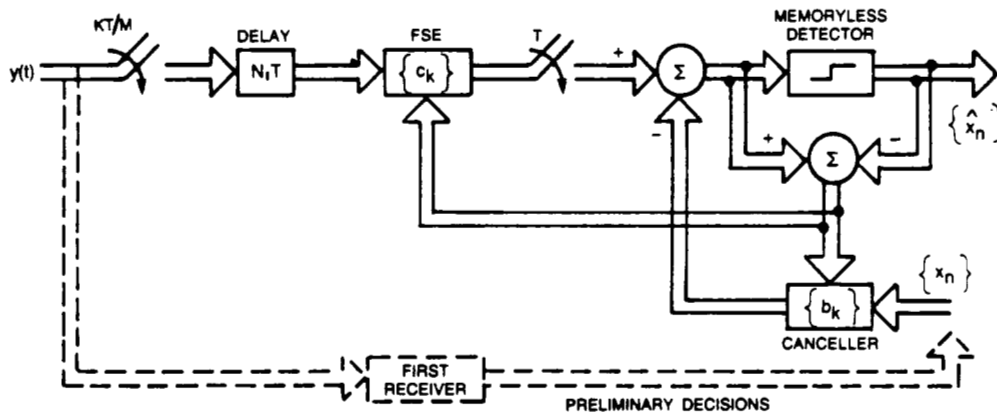 KT/M
DELAY
FSE
T
MEMORYLESS
DETECTOR
y(t)
N₁T
{ c_k }
+
Σ
{ x̂_n }
−
+
Σ
−
{ x_n }
{ b_k }
CANCELLER
FIRST
RECEIVER
PRELIMINARY DECISIONS